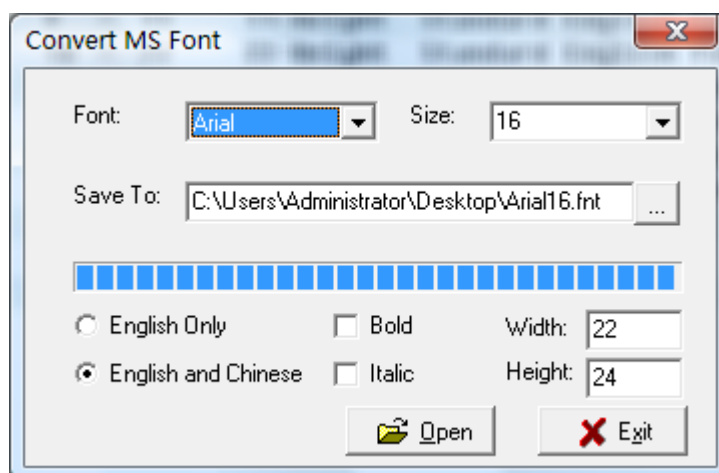 Convert MS Font
Font: Arial Size: 16
Save To: C:\Users\Administrator\Desktop\Arial16.fnt ...
English Only Bold Width: 22
English and Chinese Italic Height: 24
Open Exit